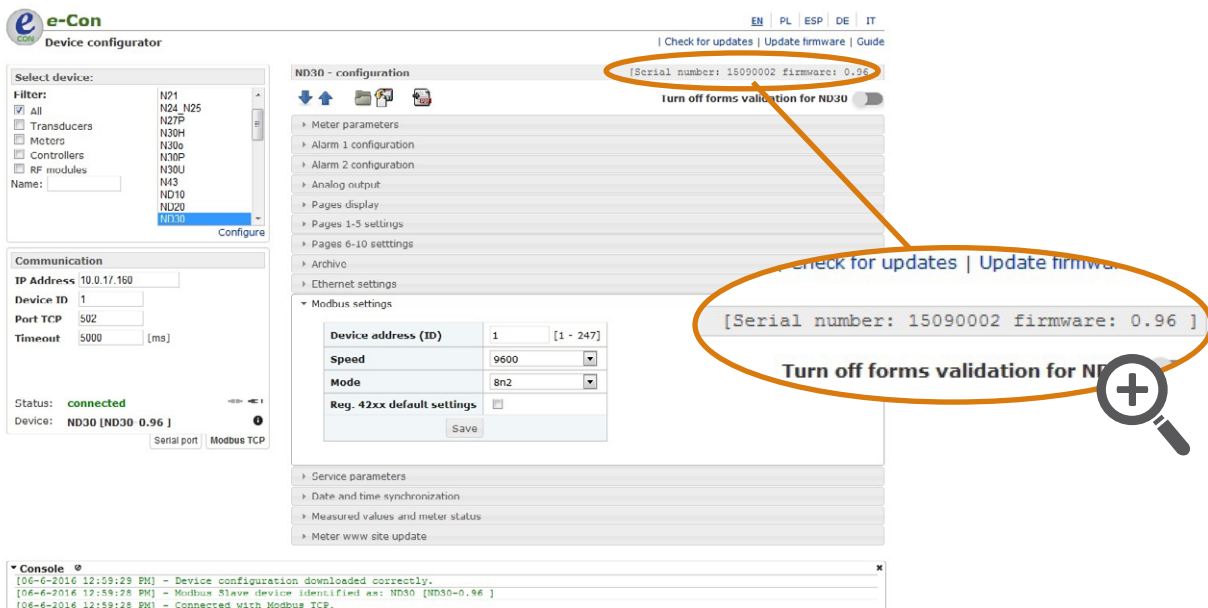 e e-Con EN | PL | ESP | DE | IT
CON Device configurator | Check for updates | Update firmware | Guide
Select device:
Filter:
All
Transducers
Meters
Controllers
RF modules
Name:
N21
N24_N25
N27P
N30H
N30o
N30P
N30U
N43
ND10
ND20
ND30
Configure
Communication
IP Address 10.0.17.160
Device ID 1
Port TCP 502
Timeout 5000 [ms]
Status: connected
Device: ND30 [ND30-0.96 ]
Serial port Modbus TCP
ND30 - configuration [Serial number: 15090002 firmware: 0.96
Turn off forms validation for ND30
Meter parameters
Alarm 1 configuration
Alarm 2 configuration
Analog output
Pages display
Pages 1-5 settings
Pages 6-10 setttings
Archive
Ethernet settings
Modbus settings
Device address (ID) 1 [1 - 247]
Speed 9600
Mode 8n2
Reg. 42xx default settings
Save
Service parameters
Date and time synchronization
Measured values and meter status
Meter www site update
Check for updates | Update firmwa
[Serial number: 15090002 firmware: 0.96 ]
Turn off forms validation for ND
Console
[06-6-2016 12:59:29 PM] - Device configuration downloaded correctly.
[06-6-2016 12:59:28 PM] - Modbus Slave device identified as: ND30 [ND30-0.96 ]
[06-6-2016 12:59:28 PM] - Connected with Modbus TCP.